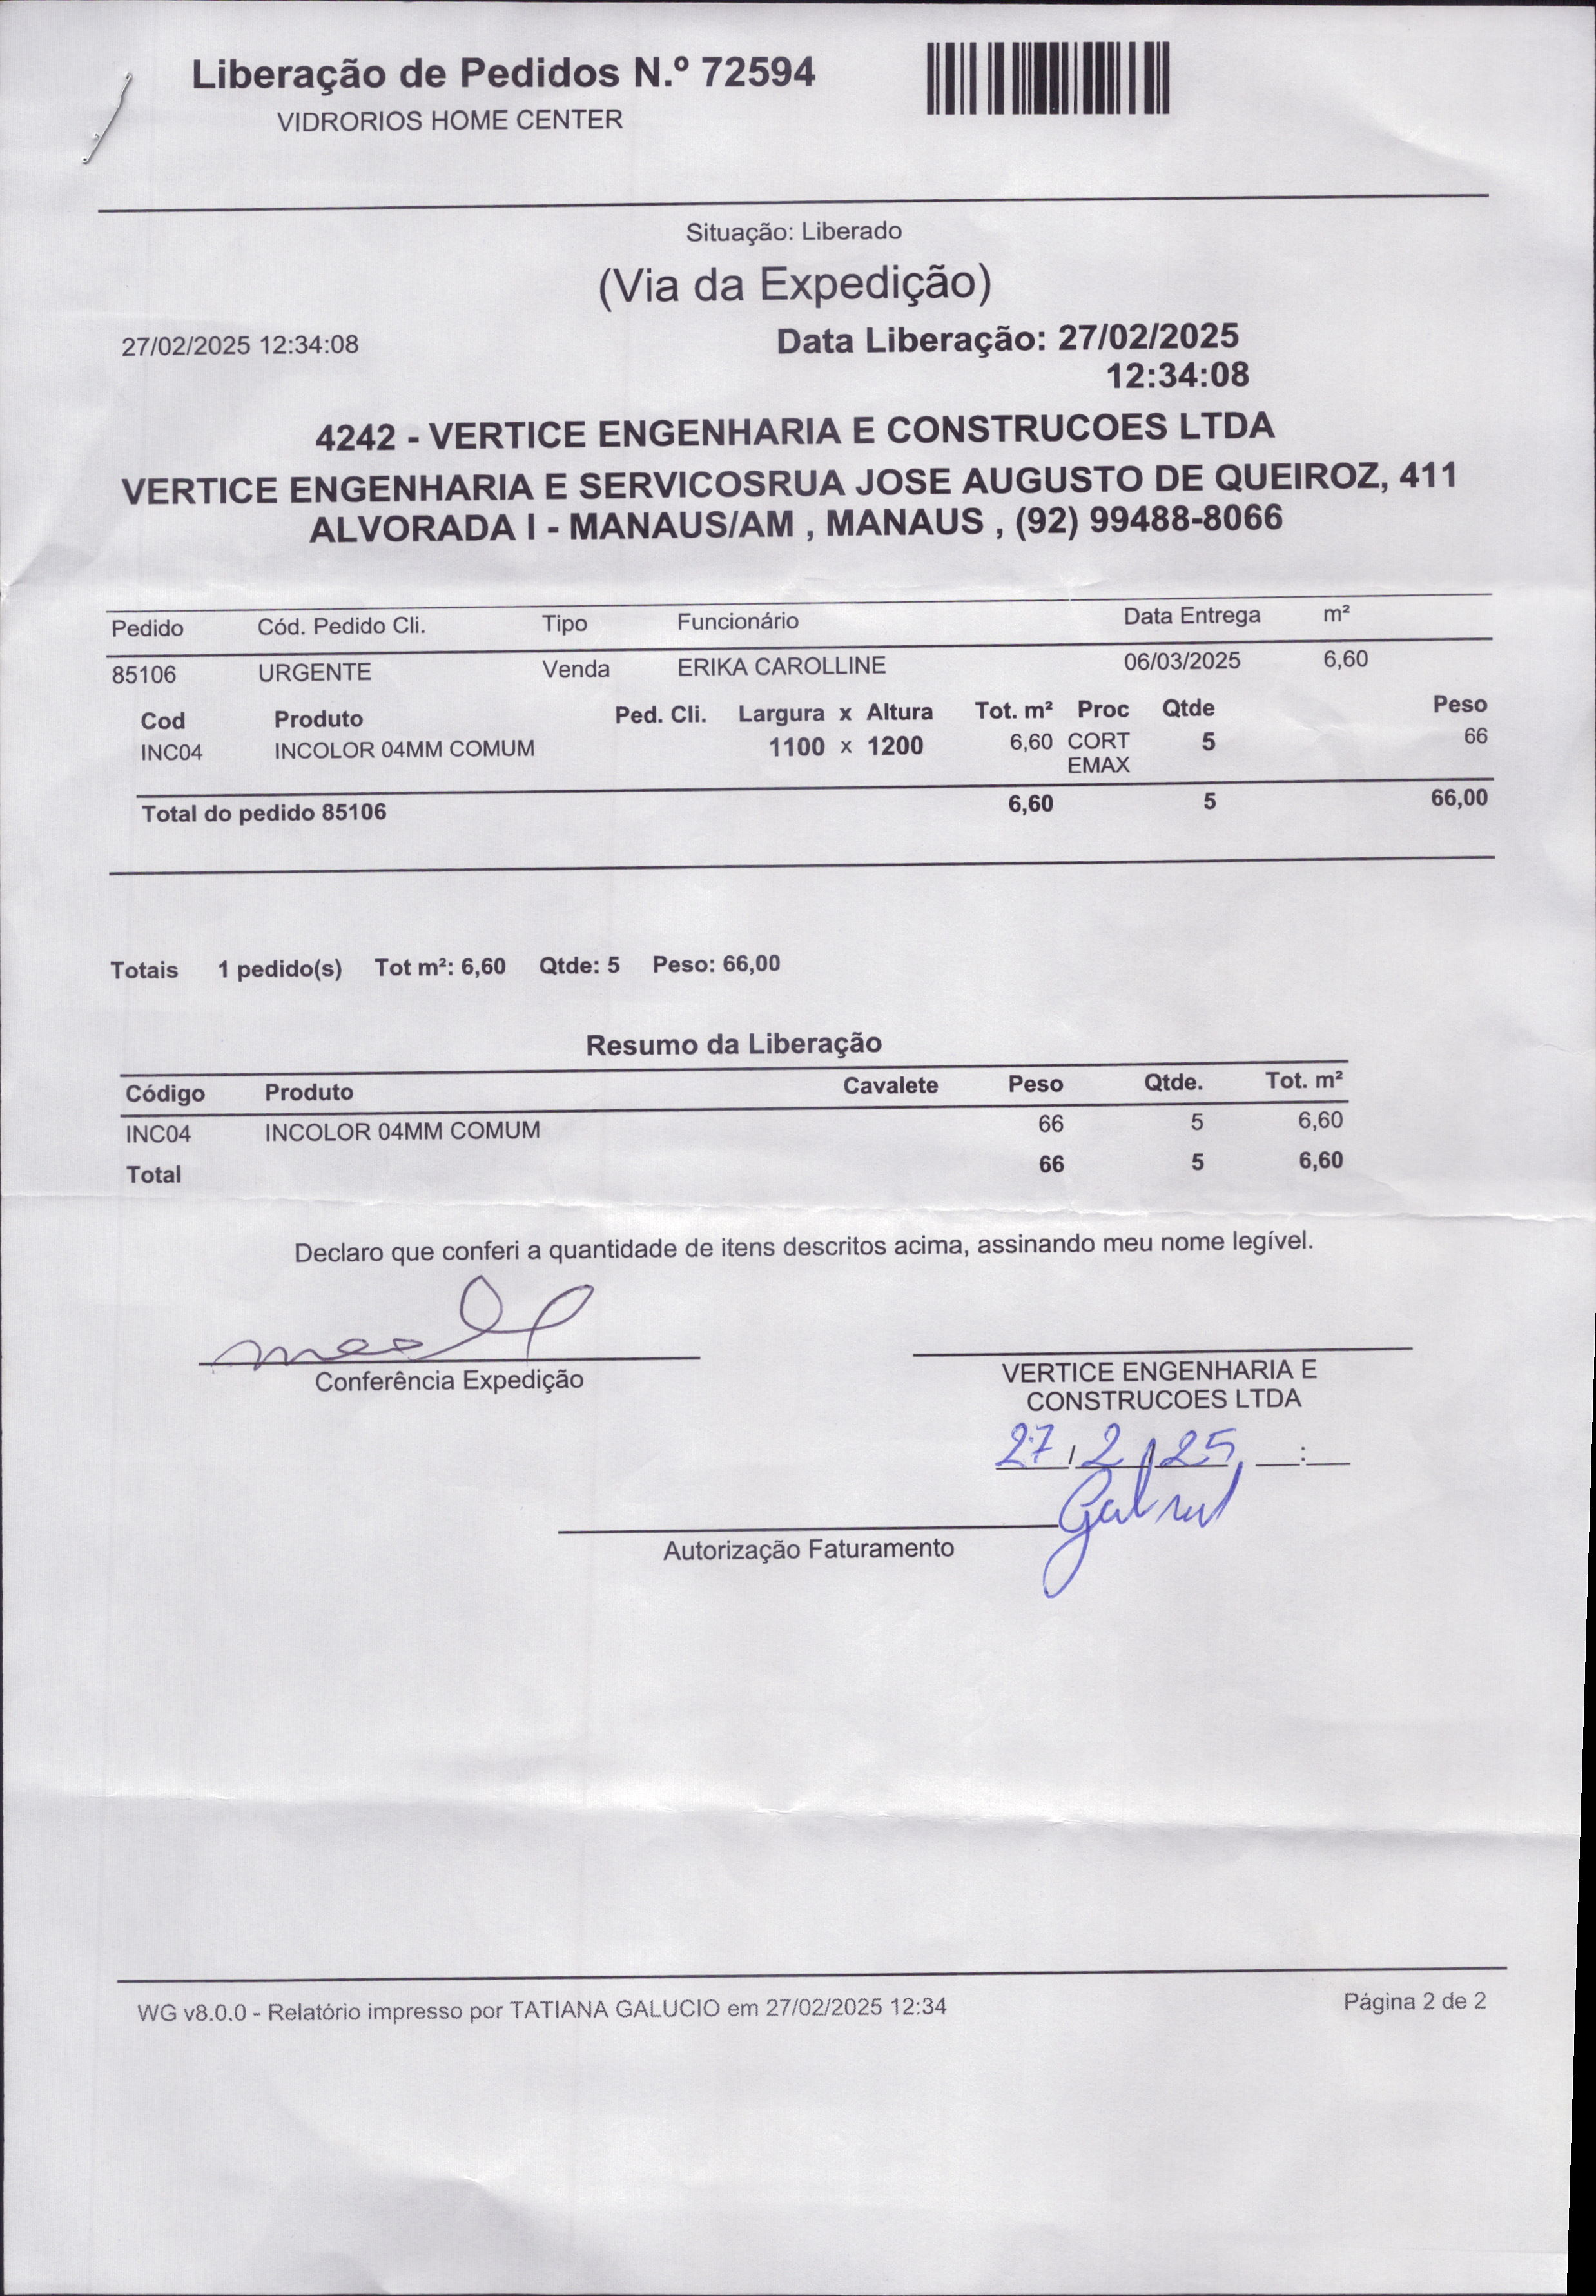 Liberação de Pedidos N.º 72594
VIDRORIOS HOME CENTER
Situação: Liberado
(Via da Expedição)
27/02/2025 12:34:08
Data Liberação: 27/02/2025
12:34:08
4242 - VERTICE ENGENHARIA E CONSTRUCOES LTDA
VERTICE ENGENHARIA E SERVICOSRUA JOSE AUGUSTO DE QUEIROZ, 411
ALVORADA I - MANAUS/AM , MANAUS , (92) 99488-8066
Pedido Cód. Pedido Cli. Tipo Funcionário Data Entrega m²
85106 URGENTE Venda ERIKA CAROLLINE 06/03/2025 6,60
Cod Produto Ped. Cli. Largura x Altura Tot. m² Proc Qtde Peso
INC04 INCOLOR 04MM COMUM 1100 x 1200 6,60 CORT 5 66
EMAX
Total do pedido 85106 6,60 5 66,00
Totais 1 pedido(s) Tot m²: 6,60 Qtde: 5 Peso: 66,00
Resumo da Liberação
Código Produto Cavalete Peso Qtde. Tot. m²
INC04 INCOLOR 04MM COMUM 66 5 6,60
Total 66 5 6,60
Declaro que conferi a quantidade de itens descritos acima, assinando meu nome legível.
Conferência Expedição
VERTICE ENGENHARIA E
CONSTRUCOES LTDA
27/2/25, __:__
Gabriel
Autorização Faturamento
WG v8.0.0 - Relatório impresso por TATIANA GALUCIO em 27/02/2025 12:34
Página 2 de 2